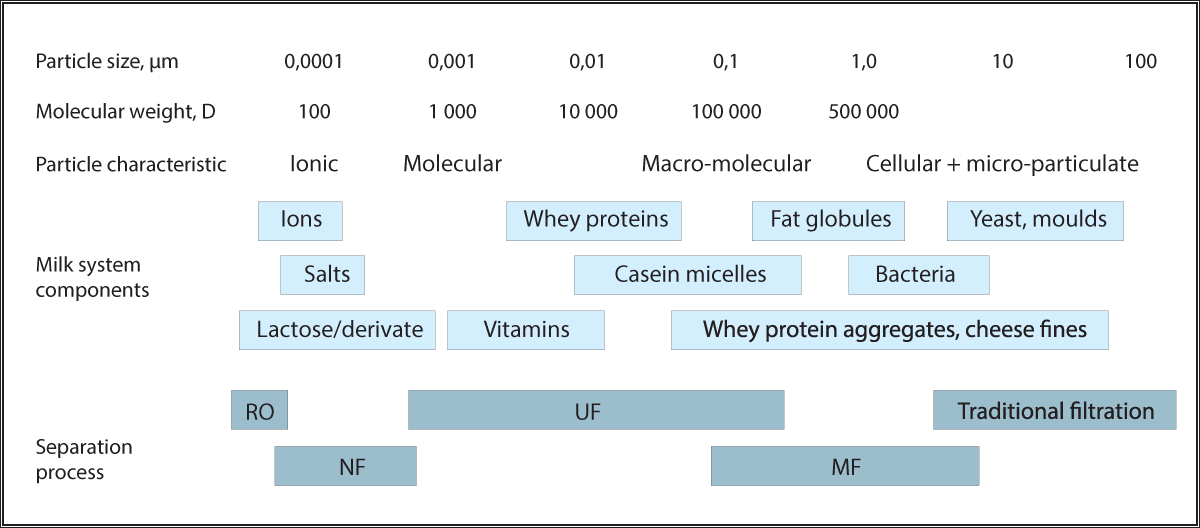 Particle size, µm 0,0001 0,001 0,01 0,1 1,0 10 100
Molecular weight, D 100 1 000 10 000 100 000 500 000
Particle characteristic Ionic Molecular Macro-molecular Cellular + micro-particulate
Ions Whey proteins Fat globules Yeast, moulds
Milk system
components
Salts Casein micelles Bacteria
Lactose/derivate Vitamins Whey protein aggregates, cheese fines
RO UF Traditional filtration
Separation
process
NF MF